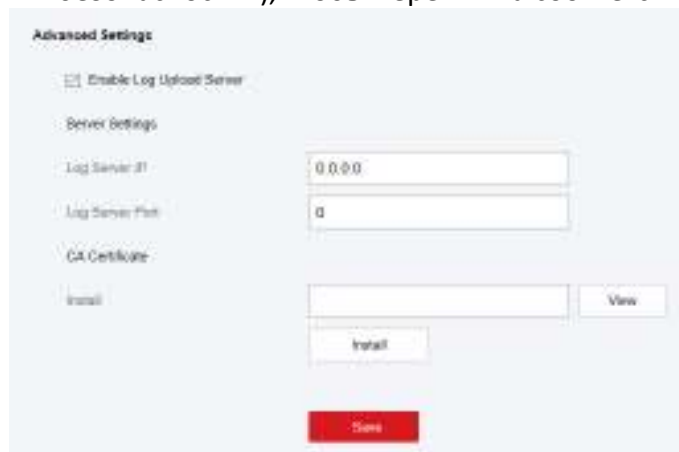 Advanced Settings
Enable Log Upload Server
Server Settings
Log Server IP
0.0.0.0
Log Server Port
0
CA Certificate
Install
View
Install
Save